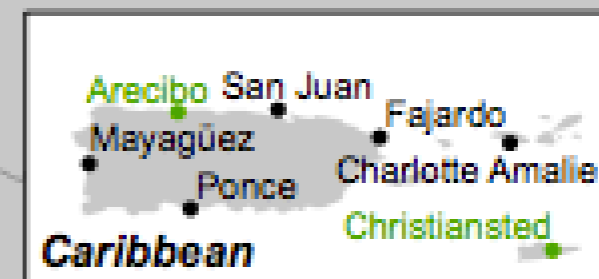 Arecibo
San Juan
Fajardo
Mayagüez
Charlotte Amalie
Ponce
Christiansted
Caribbean